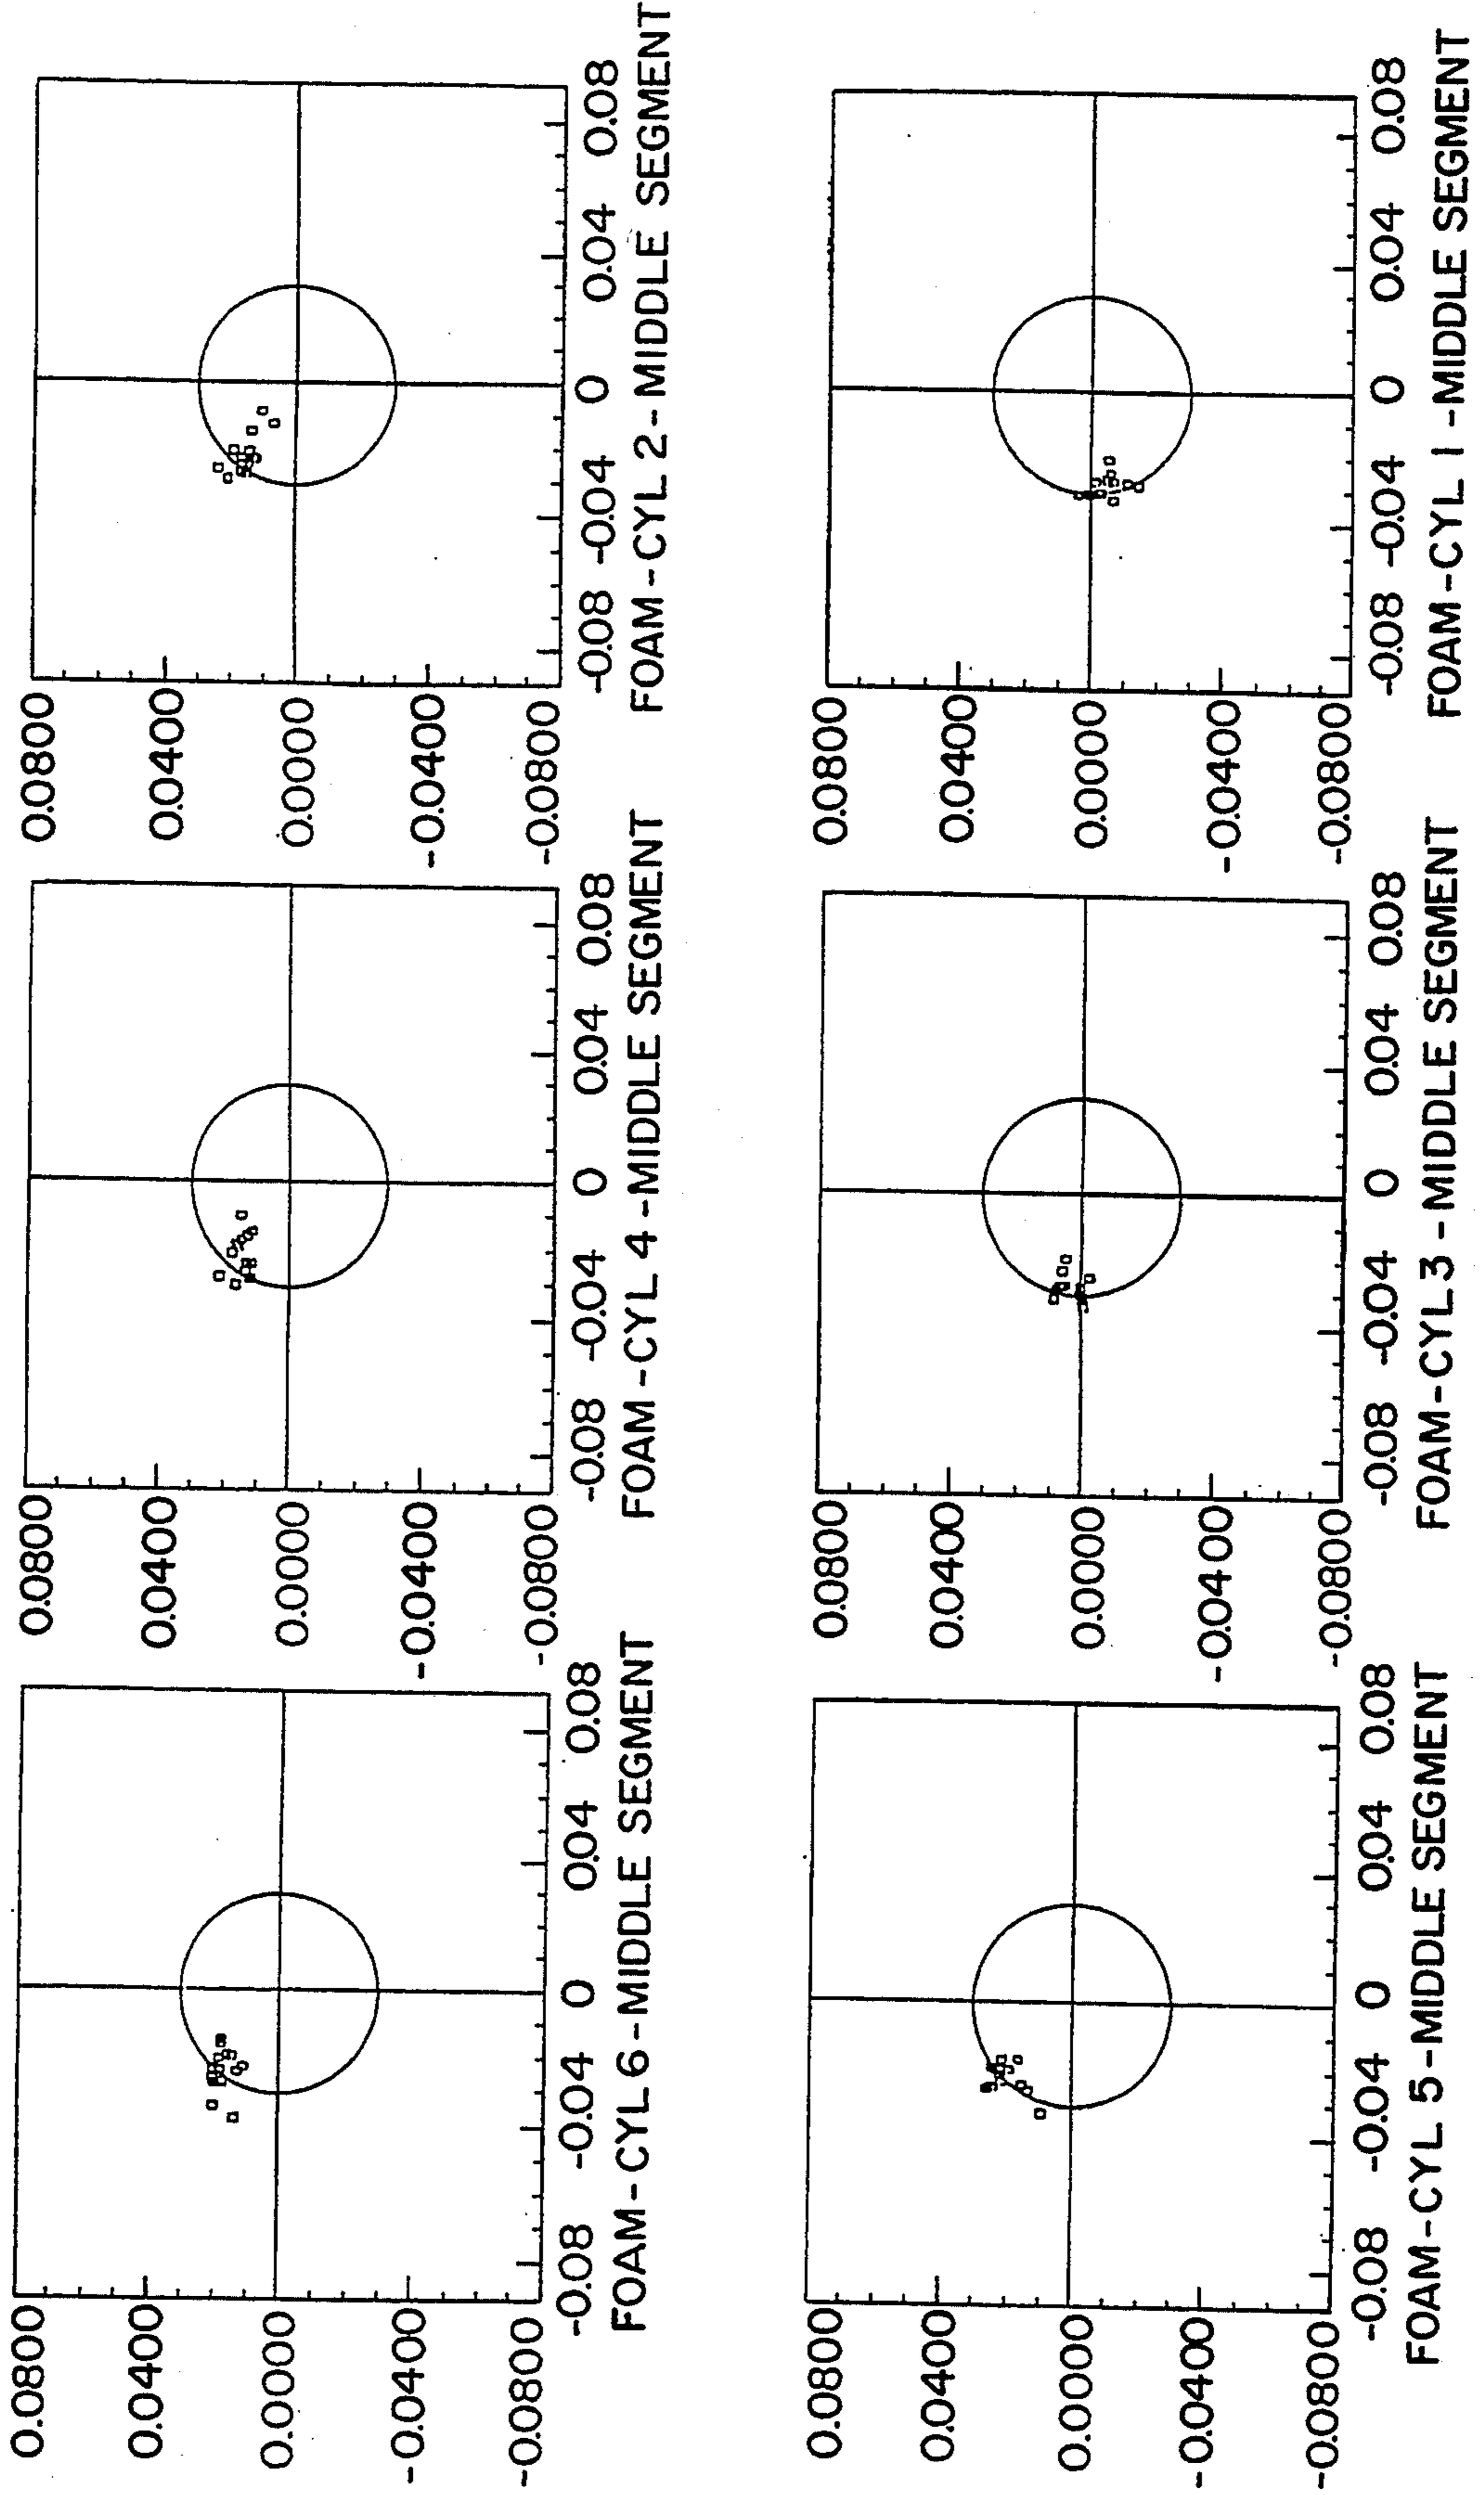 0.0800
0.0400
0.0000
-0.0400
-0.0800
-0.08 -0.04 0 0.04 0.08
FOAM-CYL 6-MIDDLE SEGMENT
0.0800
0.0400
0.0000
-0.0400
-0.0800
-0.08 -0.04 0 0.04 0.08
FOAM-CYL 4-MIDDLE SEGMENT
0.0800
0.0400
0.0000
-0.0400
-0.0800
-0.08 -0.04 0 0.04 0.08
FOAM-CYL 2-MIDDLE SEGMENT
0.0800
0.0400
0.0000
-0.0400
-0.0800
-0.08 -0.04 0 0.04 0.08
FOAM-CYL 5-MIDDLE SEGMENT
0.0800
0.0400
0.0000
-0.0400
-0.0800
-0.08 -0.04 0 0.04 0.08
FOAM-CYL 3-MIDDLE SEGMENT
0.0800
0.0400
0.0000
-0.0400
-0.0800
-0.08 -0.04 0 0.04 0.08
FOAM-CYL 1-MIDDLE SEGMENT